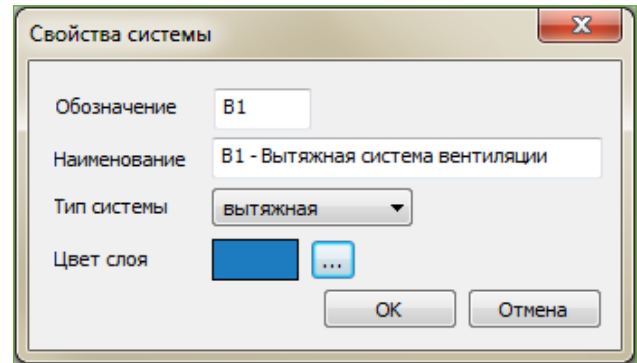 Свойства системы
Обозначение В1
Наименование В1 - Вытяжная система вентиляции
Тип системы вытяжная
Цвет слоя ...
OK Отмена